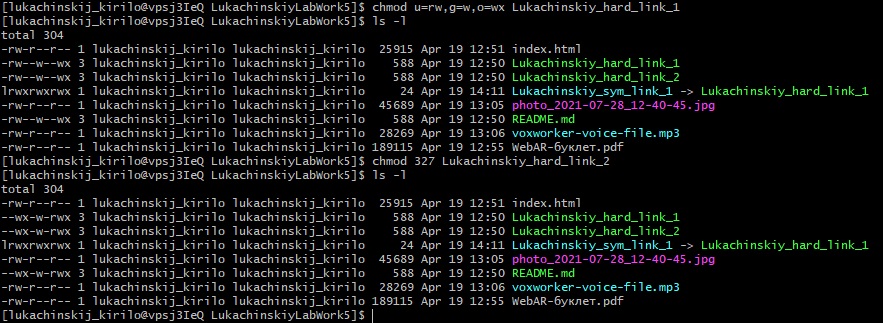 [lukachinskij_kirilo@vpsj3IeQ LukachinskiyLabWork5]$ chmod u=rw,g=w,o=wx Lukachinskiy_hard_link_1
[lukachinskij_kirilo@vpsj3IeQ LukachinskiyLabWork5]$ ls -l
total 304
-rw-r--r-- 1 lukachinskij_kirilo lukachinskij_kirilo  25915 Apr 19 12:51 index.html
-rw--w--wx 3 lukachinskij_kirilo lukachinskij_kirilo    588 Apr 19 12:50 Lukachinskiy_hard_link_1
-rw--w--wx 3 lukachinskij_kirilo lukachinskij_kirilo    588 Apr 19 12:50 Lukachinskiy_hard_link_2
lrwxrwxrwx 1 lukachinskij_kirilo lukachinskij_kirilo     24 Apr 19 14:11 Lukachinskiy_sym_link_1 -> Lukachinskiy_hard_link_1
-rw-r--r-- 1 lukachinskij_kirilo lukachinskij_kirilo  45689 Apr 19 13:05 photo_2021-07-28_12-40-45.jpg
-rw--w--wx 3 lukachinskij_kirilo lukachinskij_kirilo    588 Apr 19 12:50 README.md
-rw-r--r-- 1 lukachinskij_kirilo lukachinskij_kirilo  28269 Apr 19 13:06 voxworker-voice-file.mp3
-rw-r--r-- 1 lukachinskij_kirilo lukachinskij_kirilo 189115 Apr 19 12:55 WebAR-буклет.pdf
[lukachinskij_kirilo@vpsj3IeQ LukachinskiyLabWork5]$ chmod 327 Lukachinskiy_hard_link_2
[lukachinskij_kirilo@vpsj3IeQ LukachinskiyLabWork5]$ ls -l
total 304
-rw-r--r-- 1 lukachinskij_kirilo lukachinskij_kirilo  25915 Apr 19 12:51 index.html
--wx-w-rwx 3 lukachinskij_kirilo lukachinskij_kirilo    588 Apr 19 12:50 Lukachinskiy_hard_link_1
--wx-w-rwx 3 lukachinskij_kirilo lukachinskij_kirilo    588 Apr 19 12:50 Lukachinskiy_hard_link_2
lrwxrwxrwx 1 lukachinskij_kirilo lukachinskij_kirilo     24 Apr 19 14:11 Lukachinskiy_sym_link_1 -> Lukachinskiy_hard_link_1
-rw-r--r-- 1 lukachinskij_kirilo lukachinskij_kirilo  45689 Apr 19 13:05 photo_2021-07-28_12-40-45.jpg
--wx-w-rwx 3 lukachinskij_kirilo lukachinskij_kirilo    588 Apr 19 12:50 README.md
-rw-r--r-- 1 lukachinskij_kirilo lukachinskij_kirilo  28269 Apr 19 13:06 voxworker-voice-file.mp3
-rw-r--r-- 1 lukachinskij_kirilo lukachinskij_kirilo 189115 Apr 19 12:55 WebAR-буклет.pdf
[lukachinskij_kirilo@vpsj3IeQ LukachinskiyLabWork5]$